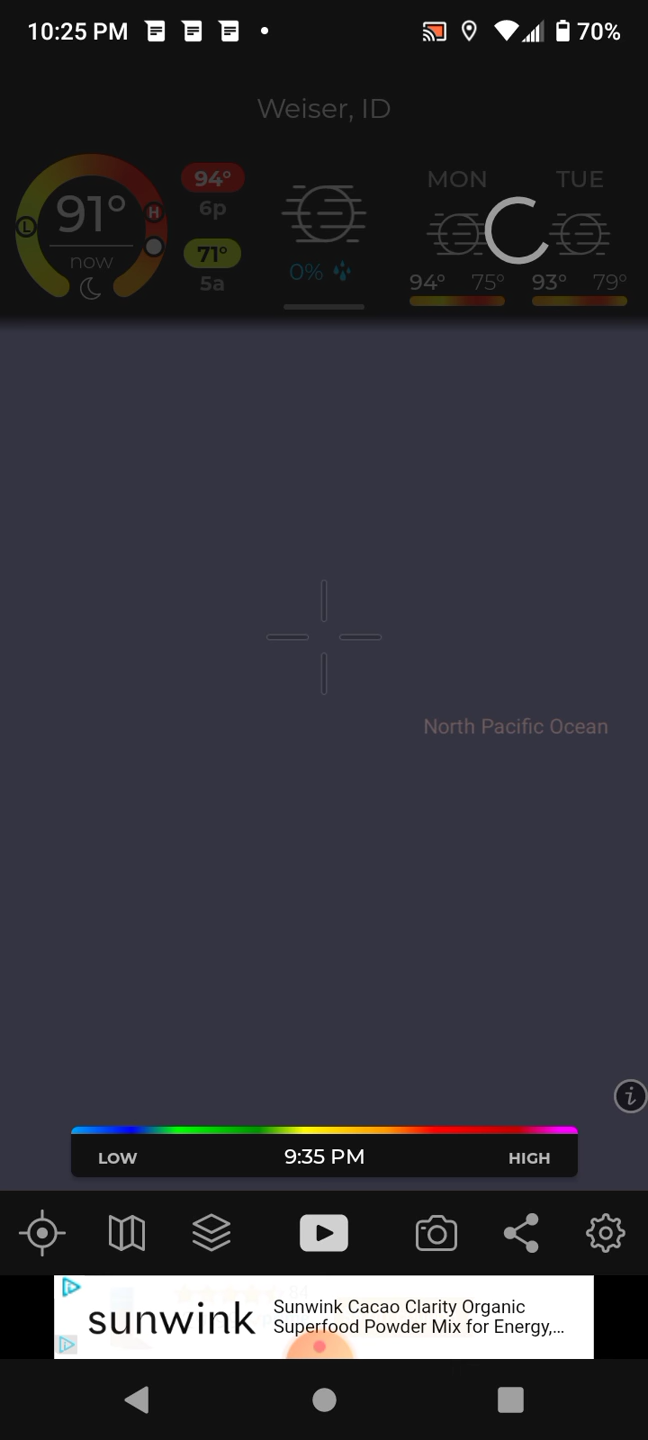 10:25 PM
70%
Weiser, ID
91°
now
L
H
94°
6p
71°
5a
0%
MON
94° 75°
TUE
93° 79°
North Pacific Ocean
i
LOW 9:35 PM HIGH
sunwink
Sunwink Cacao Clarity Organic
Superfood Powder Mix for Energy,...